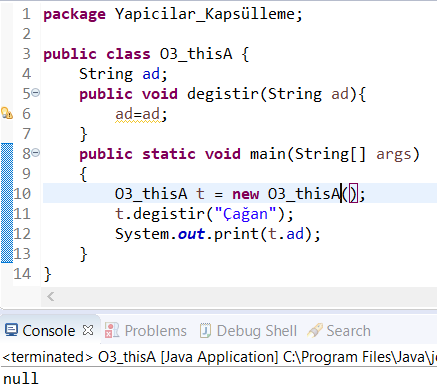 1 package Yapicilar_Kapsülleme;
2
3 public class O3_thisA {
4 String ad;
5 public void degistir(String ad){
6 ad=ad;
7 }
8 public static void main(String[] args)
9 {
10 O3_thisA t = new O3_thisA();
11 t.degistir("Çağan");
12 System.out.print(t.ad);
13 }
14 }
Console Problems Debug Shell Search
<terminated> O3_thisA [Java Application] C:\Program Files\Java\j
null